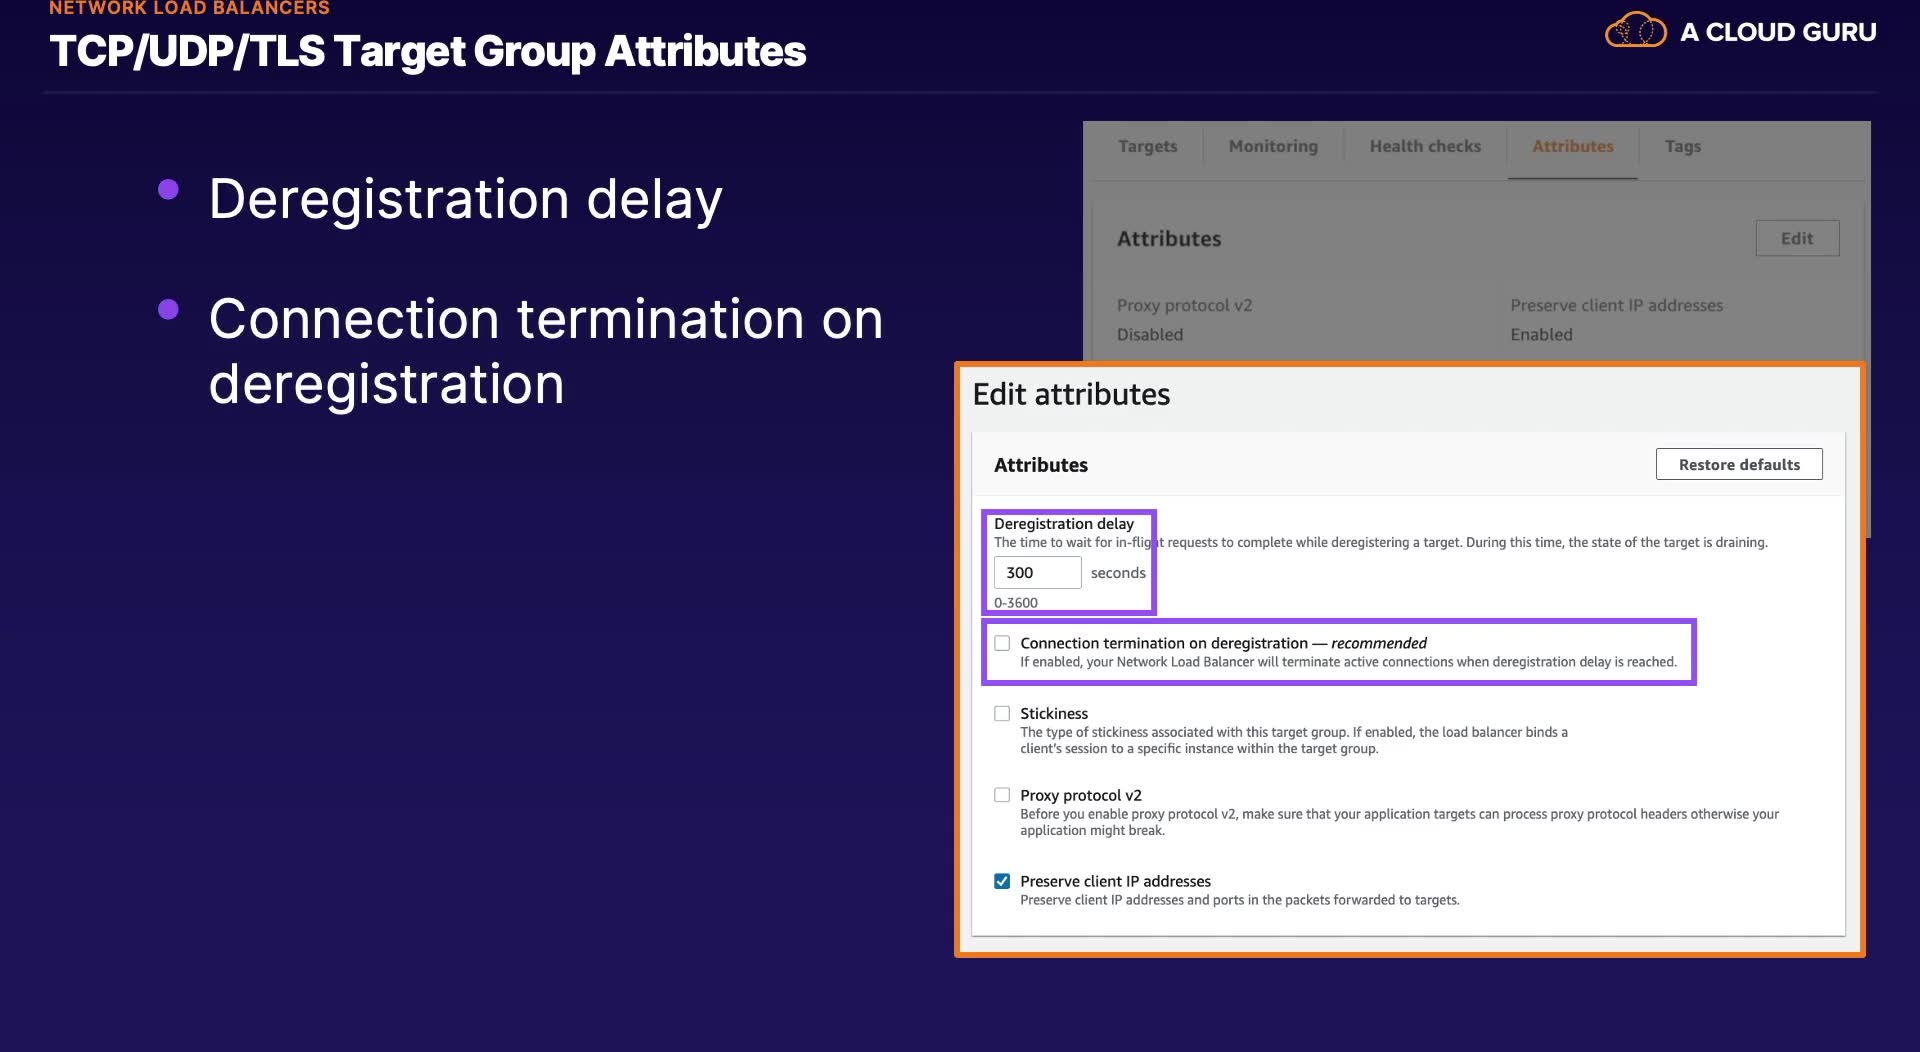 NETWORK LOAD BALANCERS
TCP/UDP/TLS Target Group Attributes
A CLOUD GURU
Deregistration delay
Connection termination on
deregistration
Targets Monitoring Health checks Attributes Tags
Attributes Edit
Proxy protocol v2 Preserve client IP addresses
Disabled Enabled
Edit attributes
Attributes Restore defaults
Deregistration delay
The time to wait for in-flight requests to complete while deregistering a target. During this time, the state of the target is draining.
300 seconds
0-3600
Connection termination on deregistration — recommended
If enabled, your Network Load Balancer will terminate active connections when deregistration delay is reached.
Stickiness
The type of stickiness associated with this target group. If enabled, the load balancer binds a
client's session to a specific instance within the target group.
Proxy protocol v2
Before you enable proxy protocol v2, make sure that your application targets can process proxy protocol headers otherwise your
application might break.
Preserve client IP addresses
Preserve client IP addresses and ports in the packets forwarded to targets.